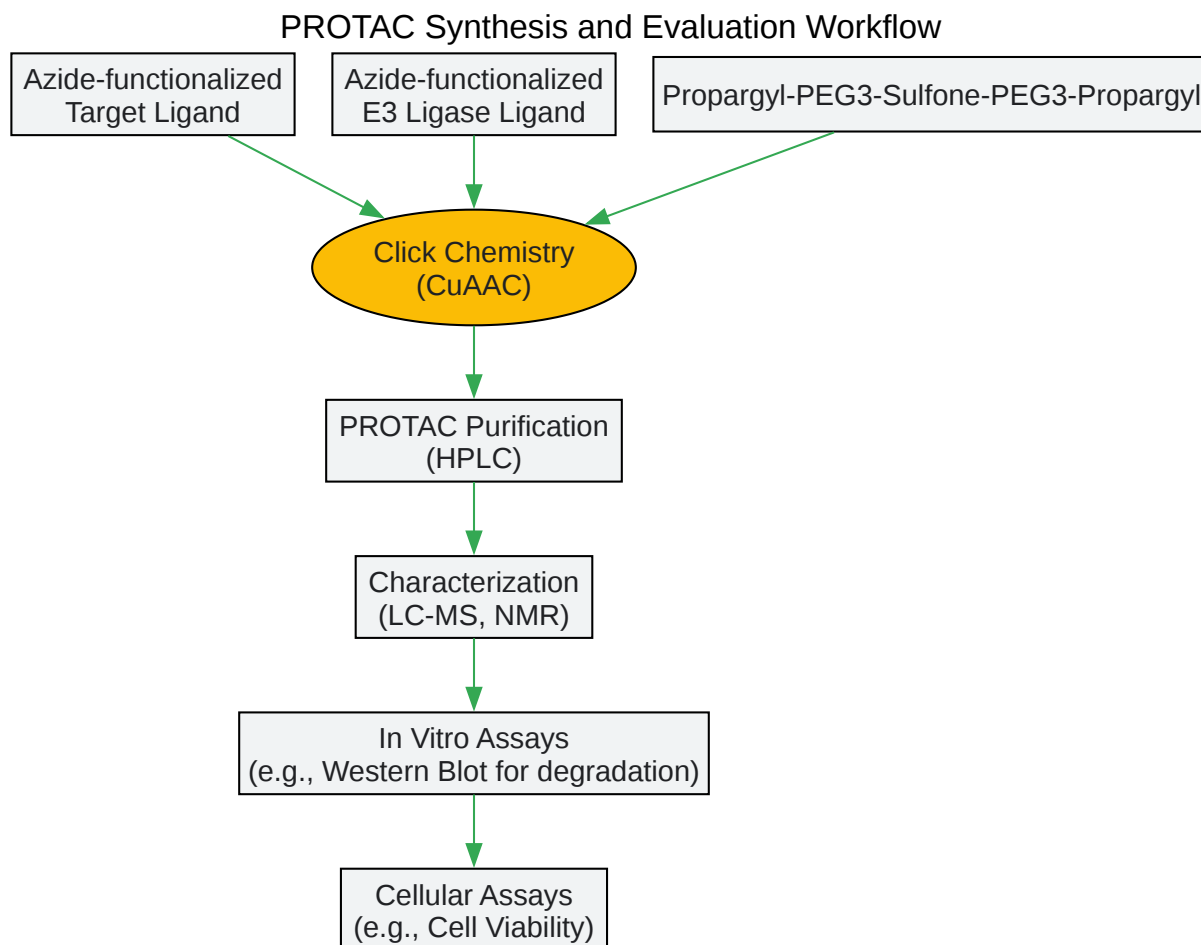 PROTAC Synthesis and Evaluation Workflow
Azide-functionalized
Target Ligand
Azide-functionalized
E3 Ligase Ligand
Propargyl-PEG3-Sulfone-PEG3-Propargyl
Click Chemistry
(CuAAC)
PROTAC Purification
(HPLC)
Characterization
(LC-MS, NMR)
In Vitro Assays
(e.g., Western Blot for degradation)
Cellular Assays
(e.g., Cell Viability)